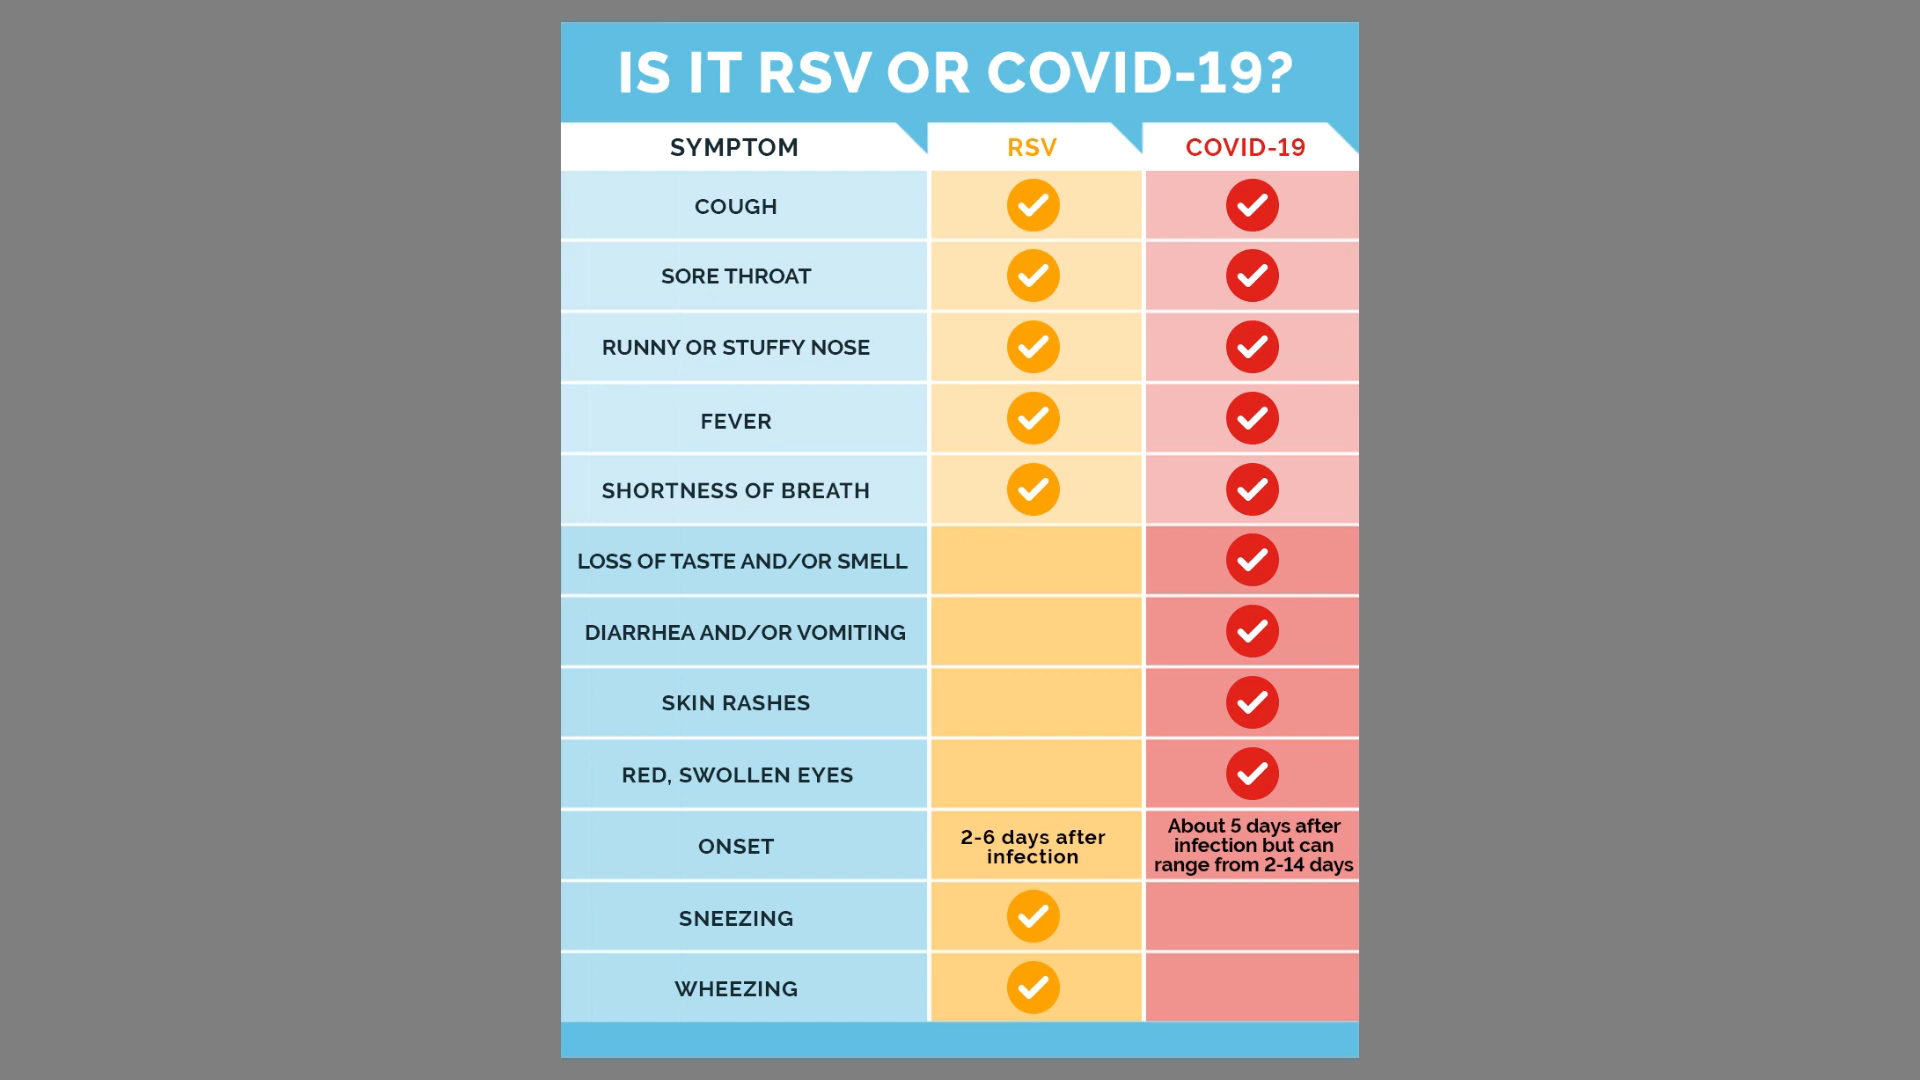 IS IT RSV OR COVID-19?
SYMPTOM RSV COVID-19
COUGH
SORE THROAT
RUNNY OR STUFFY NOSE
FEVER
SHORTNESS OF BREATH
LOSS OF TASTE AND/OR SMELL
DIARRHEA AND/OR VOMITING
SKIN RASHES
RED, SWOLLEN EYES
ONSET
2-6 days after
infection
About 5 days after
infection but can
range from 2-14 days
SNEEZING
WHEEZING